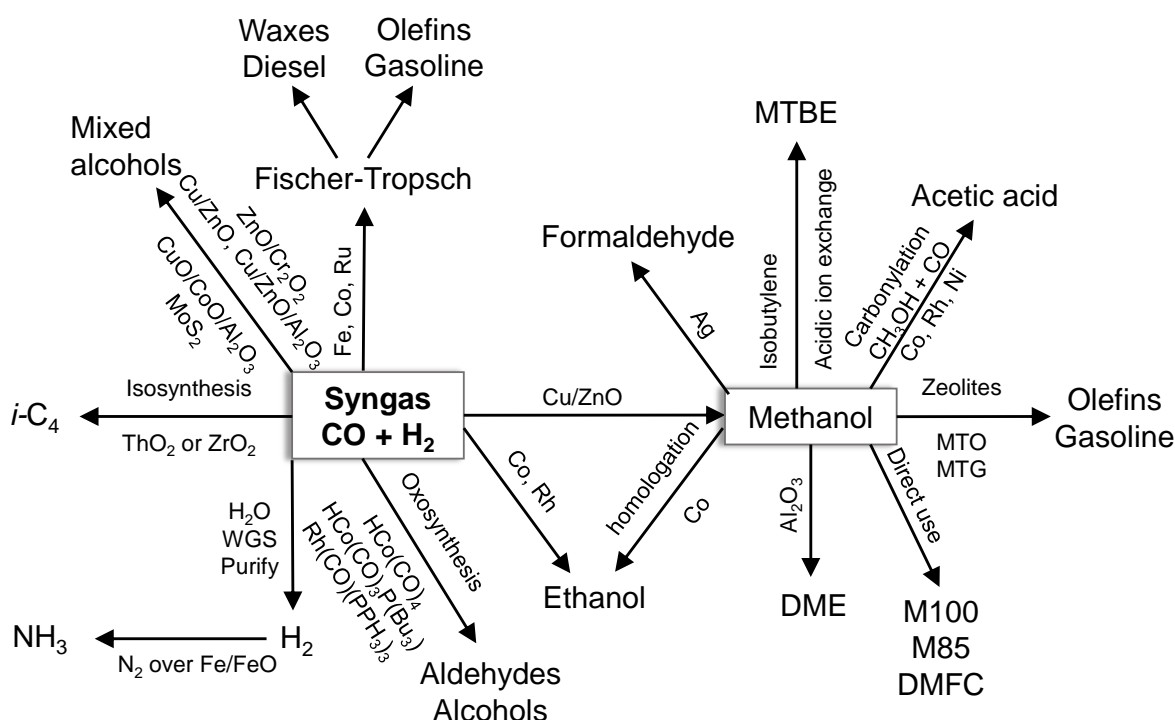 Waxes
Diesel
Olefins
Gasoline
Mixed
alcohols
Fischer-Tropsch
ZnO/Cr₂O₂
Cu/ZnO, Cu/ZnO/Al₂O₃
CuO/CoO/Al₂O₃
MoS₂
Fe, Co, Ru
Isosynthesis
i-C₄
ThO₂ or ZrO₂
Syngas
CO + H₂
Cu/ZnO
Co, Rh
H₂O
WGS
Purify
Oxosynthesis
HCo(CO)₄
HCo(CO)₃P(Bu₃)
Rh(CO)(PPH₃)₃
NH₃
N₂ over Fe/FeO
H₂
Aldehydes
Alcohols
Ethanol
homologation
Co
MTBE
Isobutylene
Acidic ion exchange
Formaldehyde
Ag
Acetic acid
Carbonylation
CH₃OH + CO
Co, Rh, Ni
Methanol
Zeolites
MTO
MTG
Olefins
Gasoline
Al₂O₃
DME
Direct use
M100
M85
DMFC